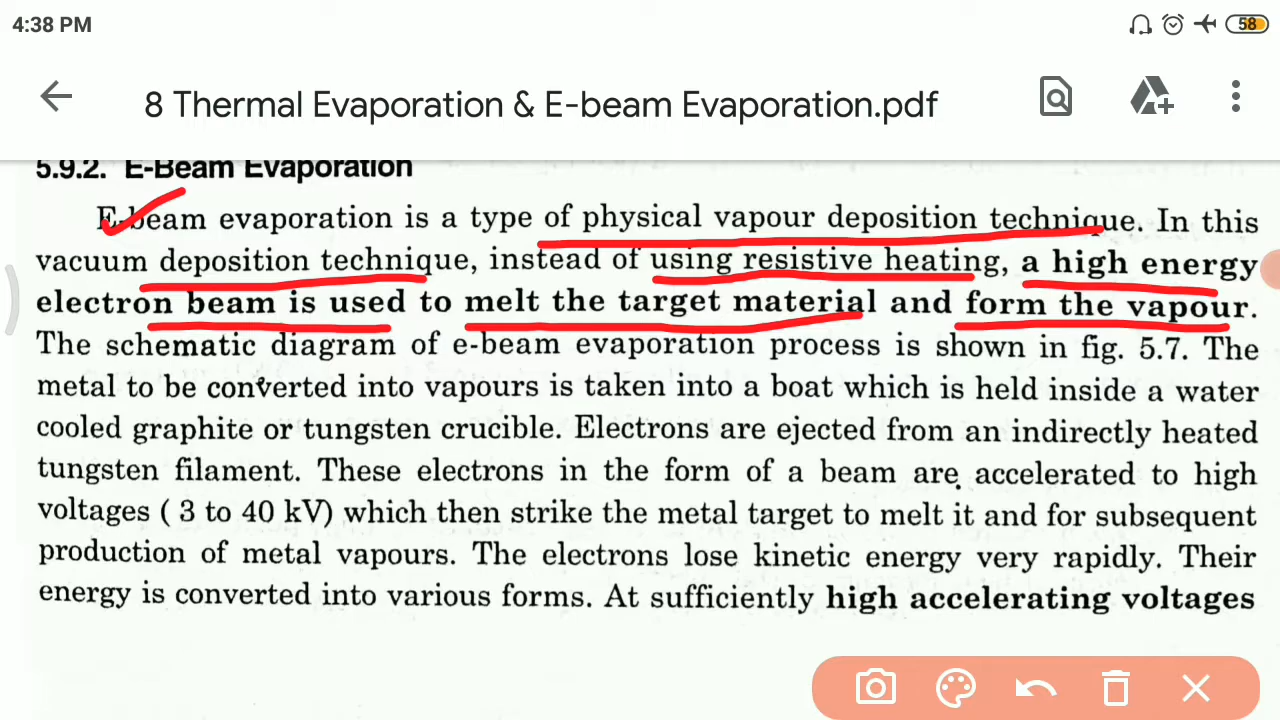 4:38 PM
58
8 Thermal Evaporation & E-beam Evaporation.pdf
5.9.2. E-Beam Evaporation
E-beam evaporation is a type of physical vapour deposition technique. In this
vacuum deposition technique, instead of using resistive heating, a high energy
electron beam is used to melt the target material and form the vapour.
The schematic diagram of e-beam evaporation process is shown in fig. 5.7. The
metal to be converted into vapours is taken into a boat which is held inside a water
cooled graphite or tungsten crucible. Electrons are ejected from an indirectly heated
tungsten filament. These electrons in the form of a beam are accelerated to high
voltages ( 3 to 40 kV) which then strike the metal target to melt it and for subsequent
production of metal vapours. The electrons lose kinetic energy very rapidly. Their
energy is converted into various forms. At sufficiently high accelerating voltages